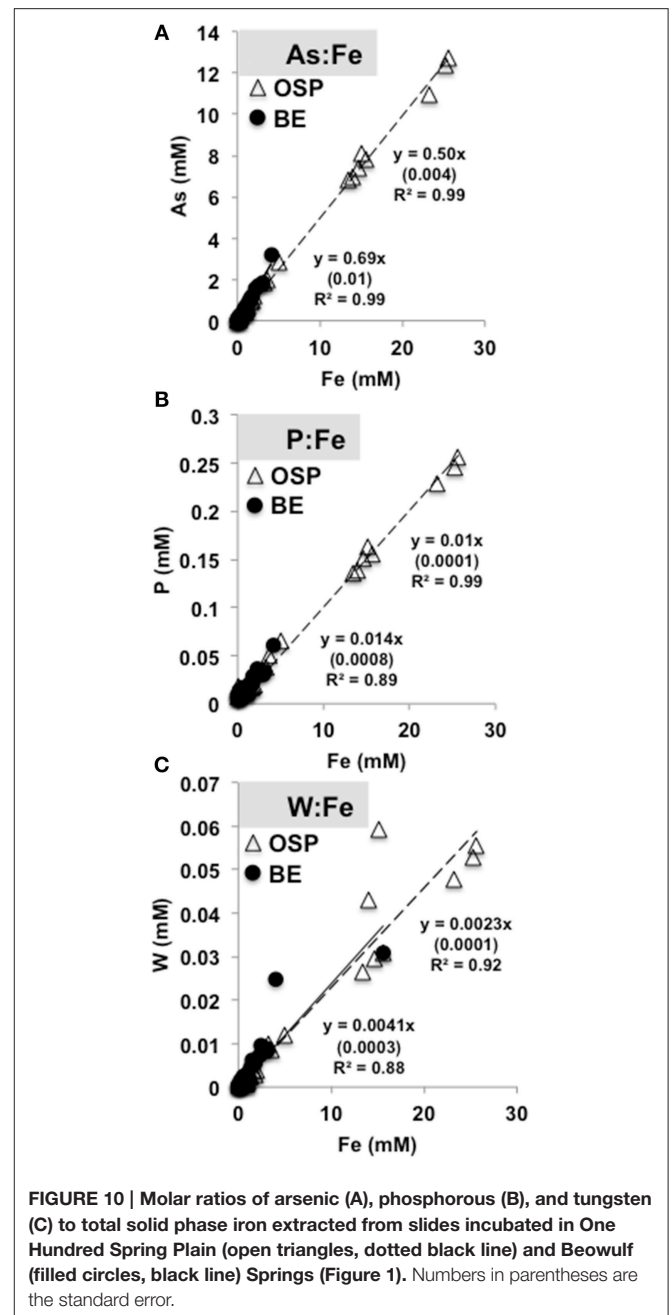 A
As:Fe
OSP
BE
14
12
10
8
6
4
2
0
As (mM)
y = 0.50x
(0.004)
R² = 0.99
y = 0.69x
(0.01)
R² = 0.99
0 10 20 30
Fe (mM)
B
P:Fe
OSP
BE
0.3
0.25
0.2
0.15
0.1
0.05
0
P (mM)
y = 0.01x
(0.0001)
R² = 0.99
y = 0.014x
(0.0008)
R² = 0.89
0 10 20 30
Fe (mM)
C
W:Fe
OSP
BE
0.07
0.06
0.05
0.04
0.03
0.02
0.01
0
W (mM)
y = 0.0023x
(0.0001)
R² = 0.92
y = 0.0041x
(0.0003)
R² = 0.88
0 10 20 30
Fe (mM)
FIGURE 10 | Molar ratios of arsenic (A), phosphorous (B), and tungsten
(C) to total solid phase iron extracted from slides incubated in One
Hundred Spring Plain (open triangles, dotted black line) and Beowulf
(filled circles, black line) Springs (Figure 1). Numbers in parentheses are
the standard error.